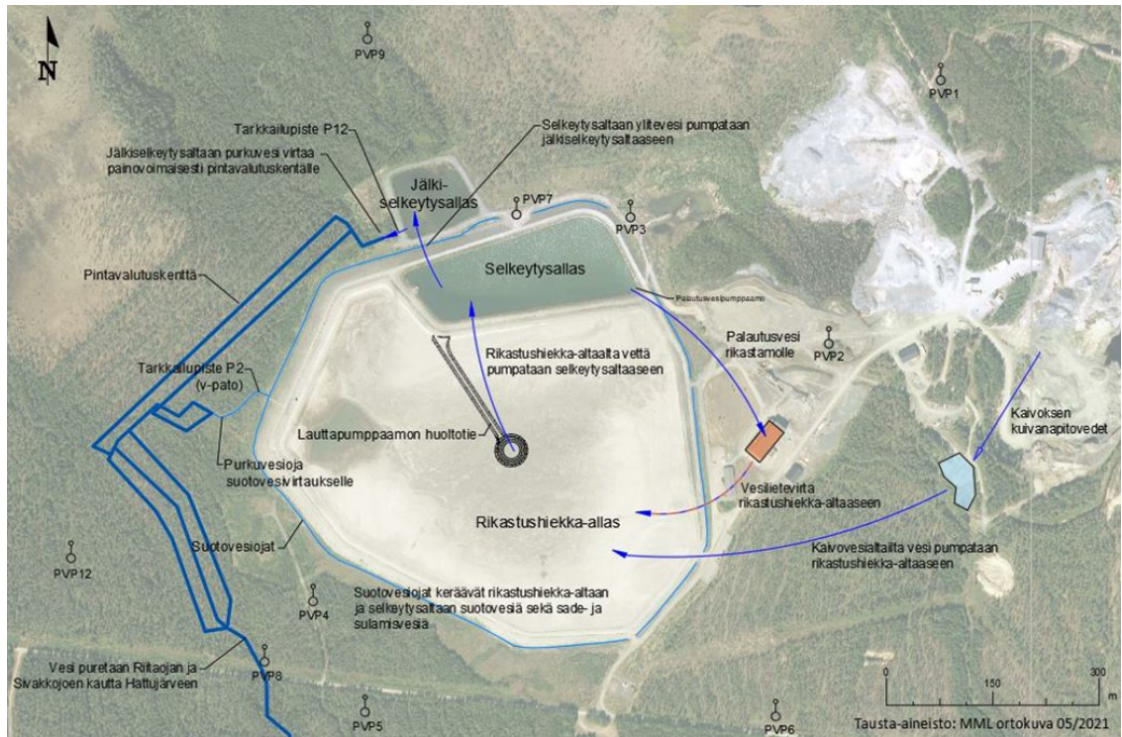 N
PVP9
PVP1
Tarkkailupiste P12
Selkeytysaltaan ylitevesi pumpataan
jälkiselkeytysaltaaseen
Jälkiselkeytysaltaan purkuvesi virtaa
painovoimaisesti pintavalutuskentälle
Jälki-
selkeytysallas
PVP7
PVP3
Pintavalutuskenttä
Selkeytysallas
Palautusvesipumppaamo
Palautusvesi
rikastamolle
PVP2
Rikastushiekka-altaalta vettä
pumpataan selkeytysaltaaseen
Tarkkailupiste P2
(v-pato)
Kaivoksen
kuivanapitovedet
Lauttapumppaamon huoltotie
Purkuvesioja
suotovesivirtaukselle
Vesilietevirta
rikastushiekka-altaaseen
Rikastushiekka-allas
Suotovesiojat
Kaivovesialtailta vesi pumpataan
rikastushiekka-altaaseen
PVP12
PVP4
Suotovesiojat keräävät rikastushiekka-altaan
ja selkeytysaltaan suotovesiä sekä sade- ja
sulamisvesiä
Vesi puretaan Riitaojan ja
Sivakkojoen kautta Hattujärveen
PVP8
PVP5
PVP6
0 150 300
m
Tausta-aineisto: MML ortokuva 05/2021